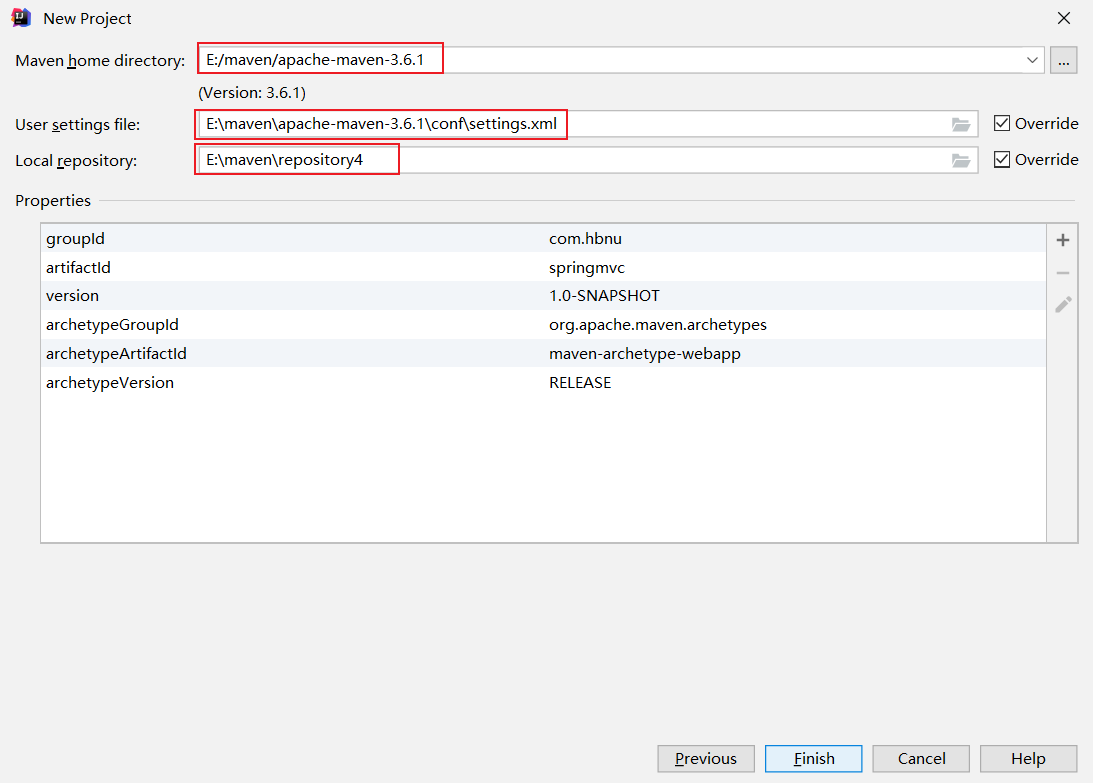 New Project
Maven home directory: E:/maven/apache-maven-3.6.1 ...
(Version: 3.6.1)
User settings file: E:\maven\apache-maven-3.6.1\conf\settings.xml Override
Local repository: E:\maven\repository4 Override
Properties
groupId com.hbnu
artifactId springmvc
version 1.0-SNAPSHOT
archetypeGroupId org.apache.maven.archetypes
archetypeArtifactId maven-archetype-webapp
archetypeVersion RELEASE
Previous Finish Cancel Help